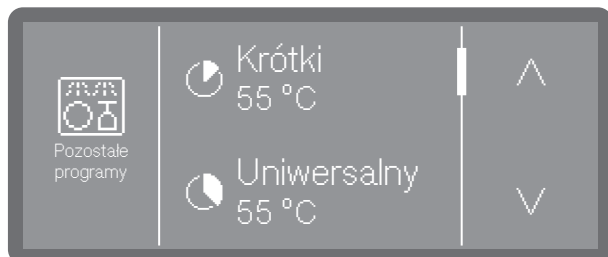 Pozostałe
programy
Krótki
55 °C
Uniwersalny
55 °C